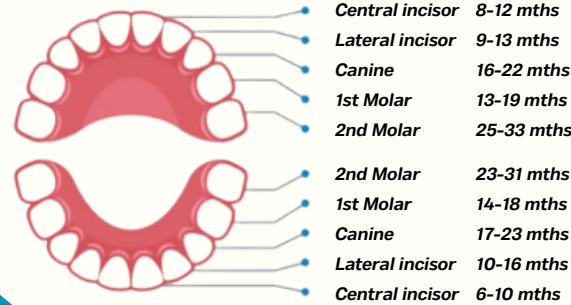 Central incisor 8-12 mths
Lateral incisor 9-13 mths
Canine 16-22 mths
1st Molar 13-19 mths
2nd Molar 25-33 mths
2nd Molar 23-31 mths
1st Molar 14-18 mths
Canine 17-23 mths
Lateral incisor 10-16 mths
Central incisor 6-10 mths